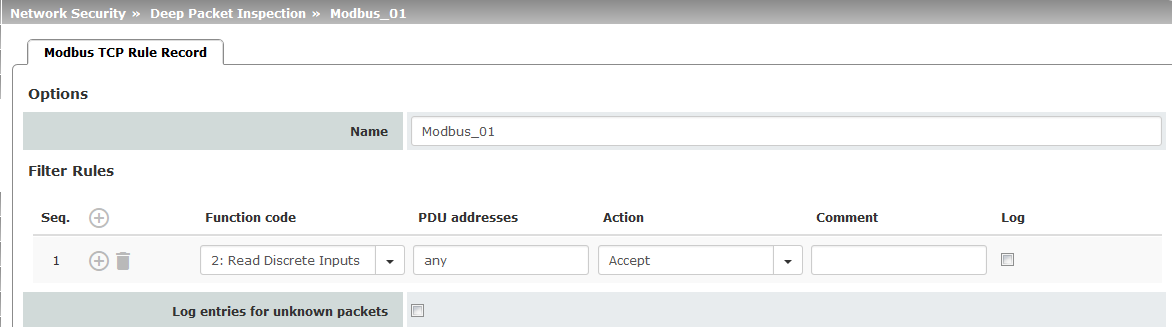 Network Security » Deep Packet Inspection » Modbus_01
Modbus TCP Rule Record
Options
Name Modbus_01
Filter Rules
Seq. Function code PDU addresses Action Comment Log
1 2: Read Discrete Inputs any Accept
Log entries for unknown packets